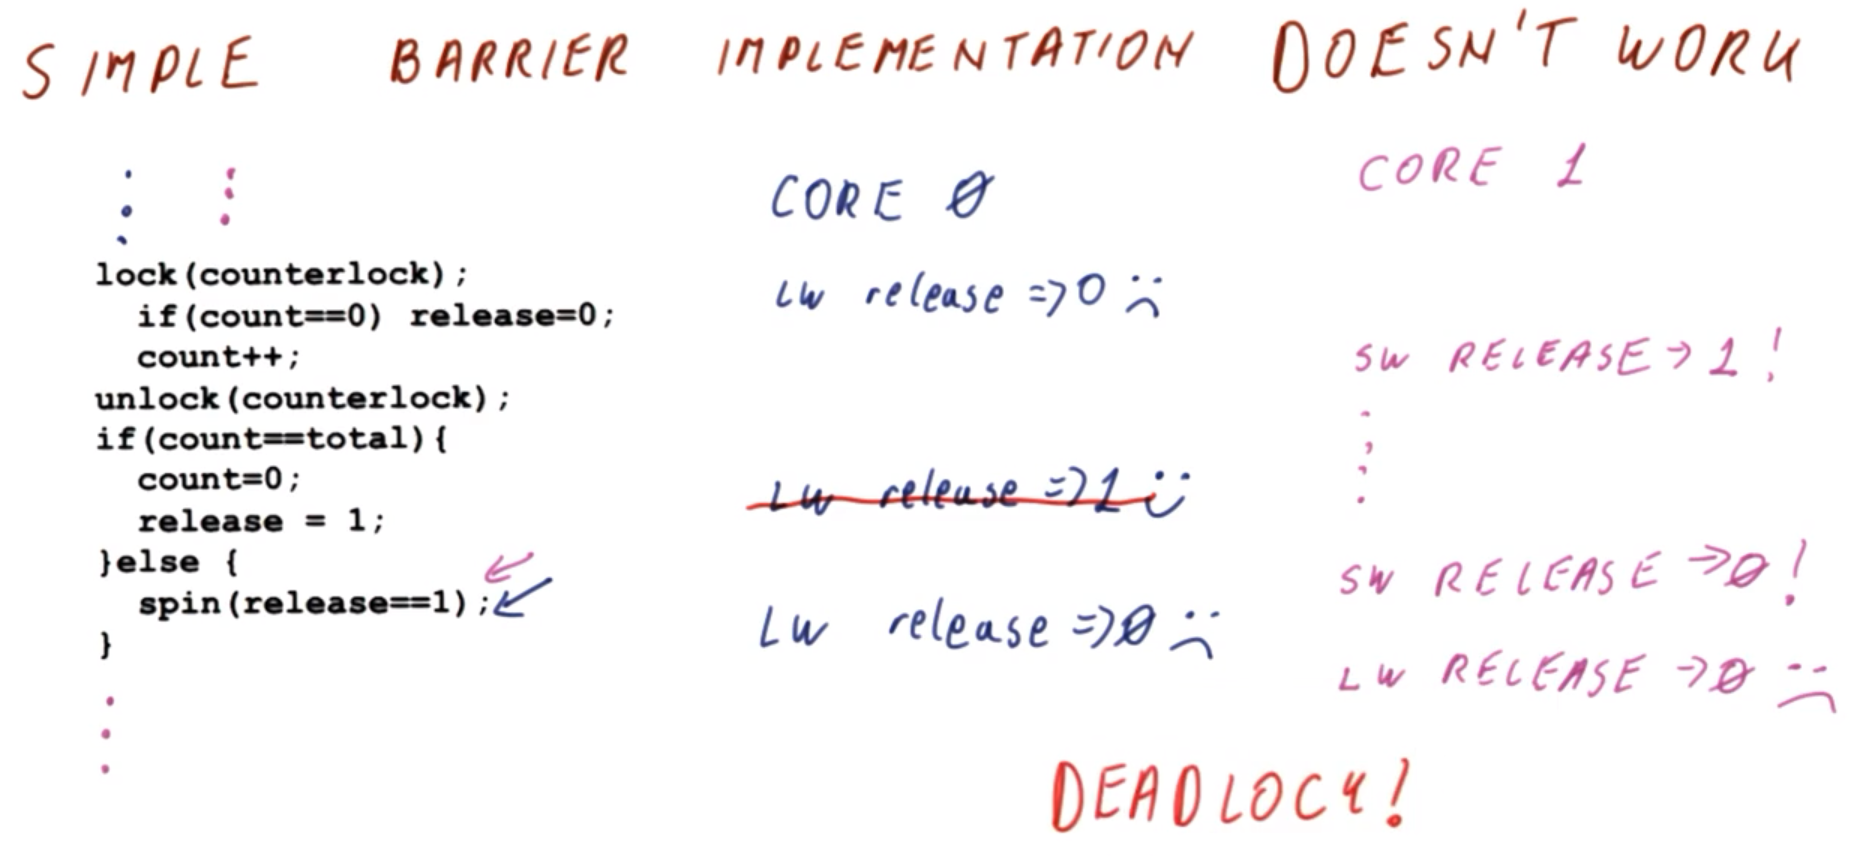 SIMPLE BARRIER IMPLEMENTATION DOESN'T WORK
lock(counterlock);
if(count==0) release=0;
count++;
unlock(counterlock);
if(count==total){
count=0;
release = 1;
}else {
spin(release==1);
}
CORE 0
LW release => 0
LW release => 1
LW release => 0
CORE 1
SW RELEASE → 1!
SW RELEASE → 0!
LW RELEASE → 0
DEADLOCK!